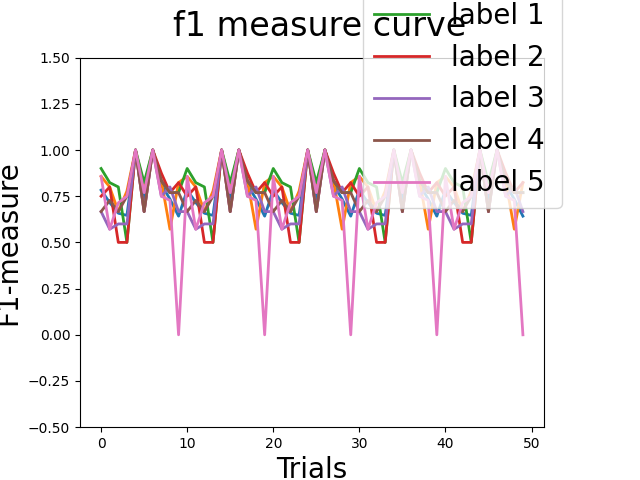 f1 measure curve
label 1
label 2
label 3
label 4
label 5
1.50
1.25
1.00
0.75
0.50
0.25
0.00
−0.25
−0.50
F1-measure
0 10 20 30 40 50
Trials